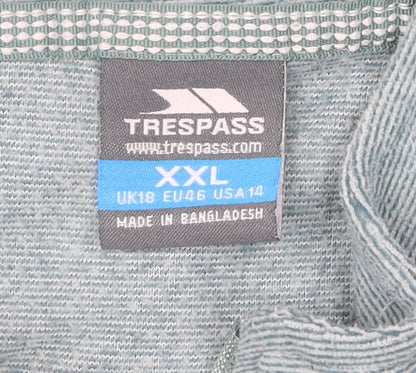 TRESPASS
www.trespass.com
XXL
UK18 EU46 USA14
MADE IN BANGLADESH